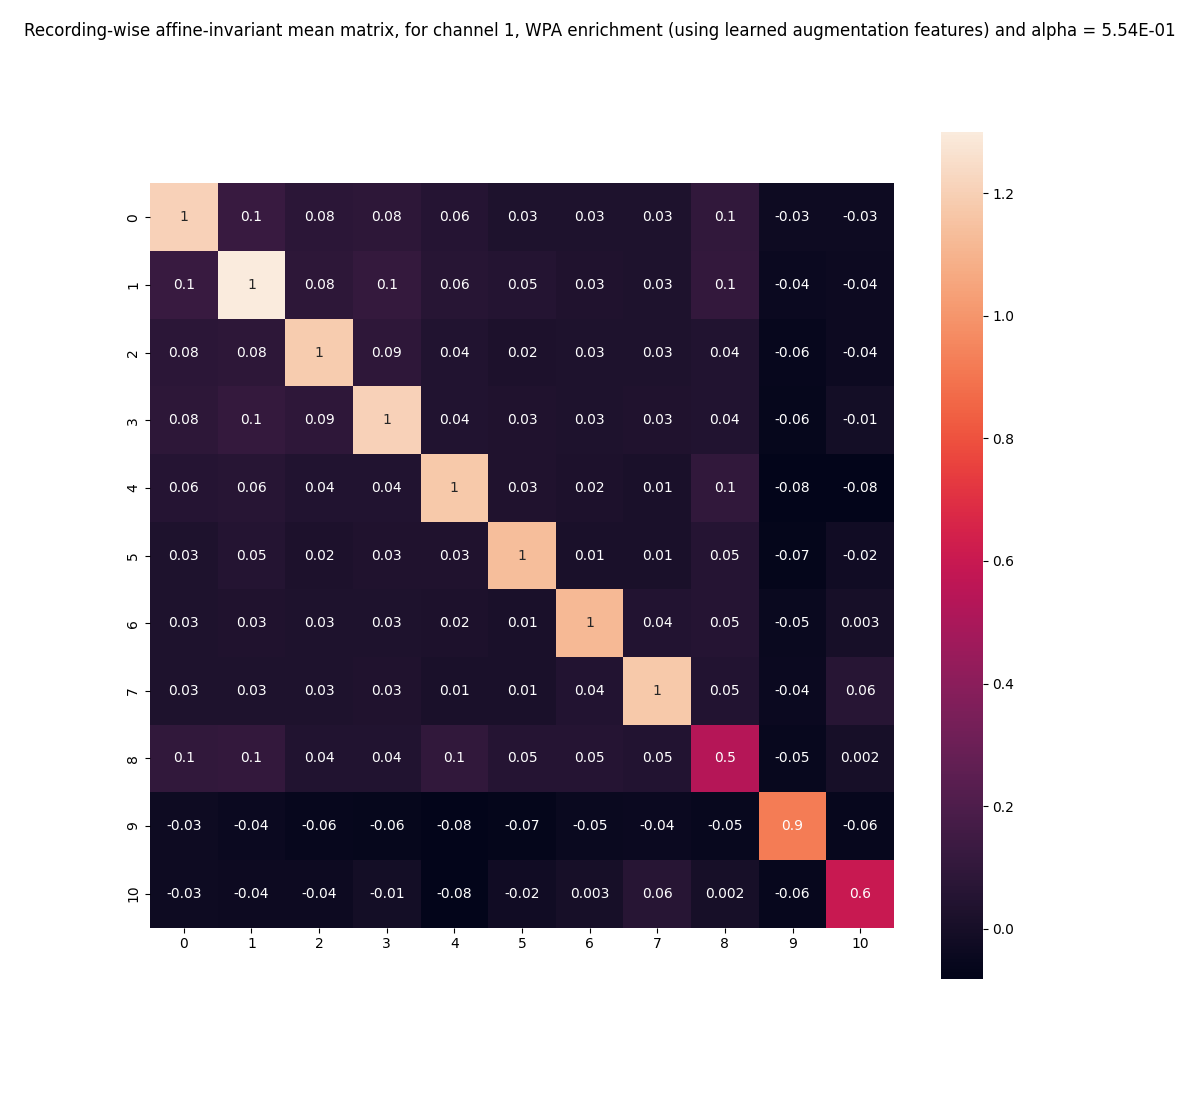 Recording-wise affine-invariant mean matrix, for channel 1, WPA enrichment (using learned augmentation features) and alpha = 5.54E-01
0 1 0.1 0.08 0.08 0.06 0.03 0.03 0.03 0.1 -0.03 -0.03
1 0.1 1 0.08 0.1 0.06 0.05 0.03 0.03 0.1 -0.04 -0.04
2 0.08 0.08 1 0.09 0.04 0.02 0.03 0.03 0.04 -0.06 -0.04
3 0.08 0.1 0.09 1 0.04 0.03 0.03 0.03 0.04 -0.06 -0.01
4 0.06 0.06 0.04 0.04 1 0.03 0.02 0.01 0.1 -0.08 -0.08
5 0.03 0.05 0.02 0.03 0.03 1 0.01 0.01 0.05 -0.07 -0.02
6 0.03 0.03 0.03 0.03 0.02 0.01 1 0.04 0.05 -0.05 0.003
7 0.03 0.03 0.03 0.03 0.01 0.01 0.04 1 0.05 -0.04 0.06
8 0.1 0.1 0.04 0.04 0.1 0.05 0.05 0.05 0.5 -0.05 0.002
9 -0.03 -0.04 -0.06 -0.06 -0.08 -0.07 -0.05 -0.04 -0.05 0.9 -0.06
10 -0.03 -0.04 -0.04 -0.01 -0.08 -0.02 0.003 0.06 0.002 -0.06 0.6
0 1 2 3 4 5 6 7 8 9 10
1.2
1.0
0.8
0.6
0.4
0.2
0.0